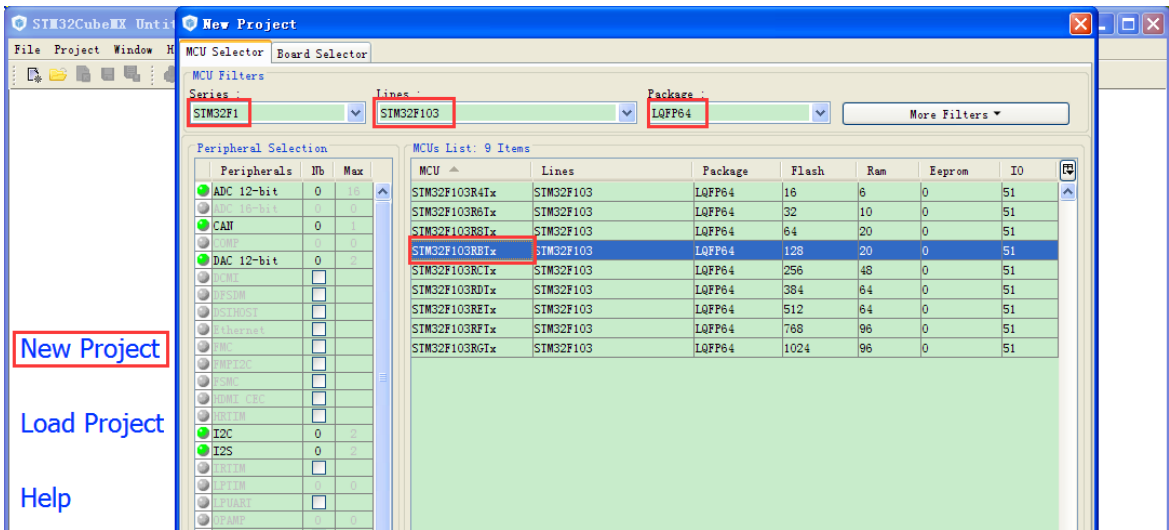 STM32CubeMX Untit
New Project
File Project Window H
MCU Selector Board Selector
MCU Filters
Series : Lines : Package :
STM32F1 STM32F103 LQFP64 More Filters
Peripheral Selection
Peripherals Nb Max
ADC 12-bit 0 16
ADC 16-bit 0 0
CAN 0 1
COMP 0 0
DAC 12-bit 0 2
DCMI
DFSDM
DSIHOST
Ethernet
FMC
FMPI2C
FSMC
HDMI CEC
HRTIM
I2C 0 2
I2S 0 2
IRTIM
LPTIM 0 0
LPUART
OPAMP 0 0
MCUs List: 9 Items
MCU Lines Package Flash Ram Eeprom IO
STM32F103R4Tx STM32F103 LQFP64 16 6 0 51
STM32F103R6Tx STM32F103 LQFP64 32 10 0 51
STM32F103R8Tx STM32F103 LQFP64 64 20 0 51
STM32F103RBTx STM32F103 LQFP64 128 20 0 51
STM32F103RCTx STM32F103 LQFP64 256 48 0 51
STM32F103RDTx STM32F103 LQFP64 384 64 0 51
STM32F103RETx STM32F103 LQFP64 512 64 0 51
STM32F103RFTx STM32F103 LQFP64 768 96 0 51
STM32F103RGTx STM32F103 LQFP64 1024 96 0 51
New Project
Load Project
Help